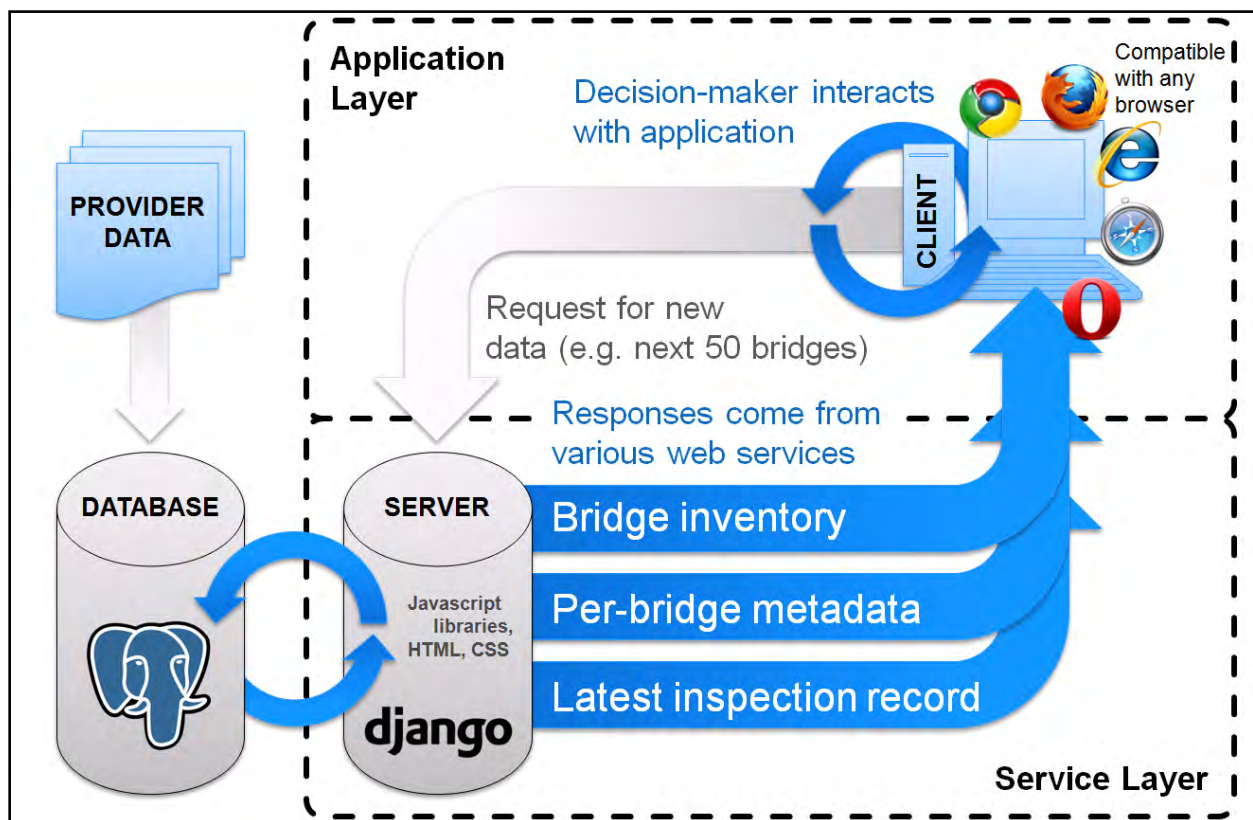 Application
Layer
Compatible
with any
browser
Decision-maker interacts
with application
PROVIDER
DATA
CLIENT
Request for new
data (e.g. next 50 bridges)
Responses come from
various web services
DATABASE
SERVER
Bridge inventory
Javascript
libraries,
HTML, CSS
Per-bridge metadata
Latest inspection record
django
Service Layer